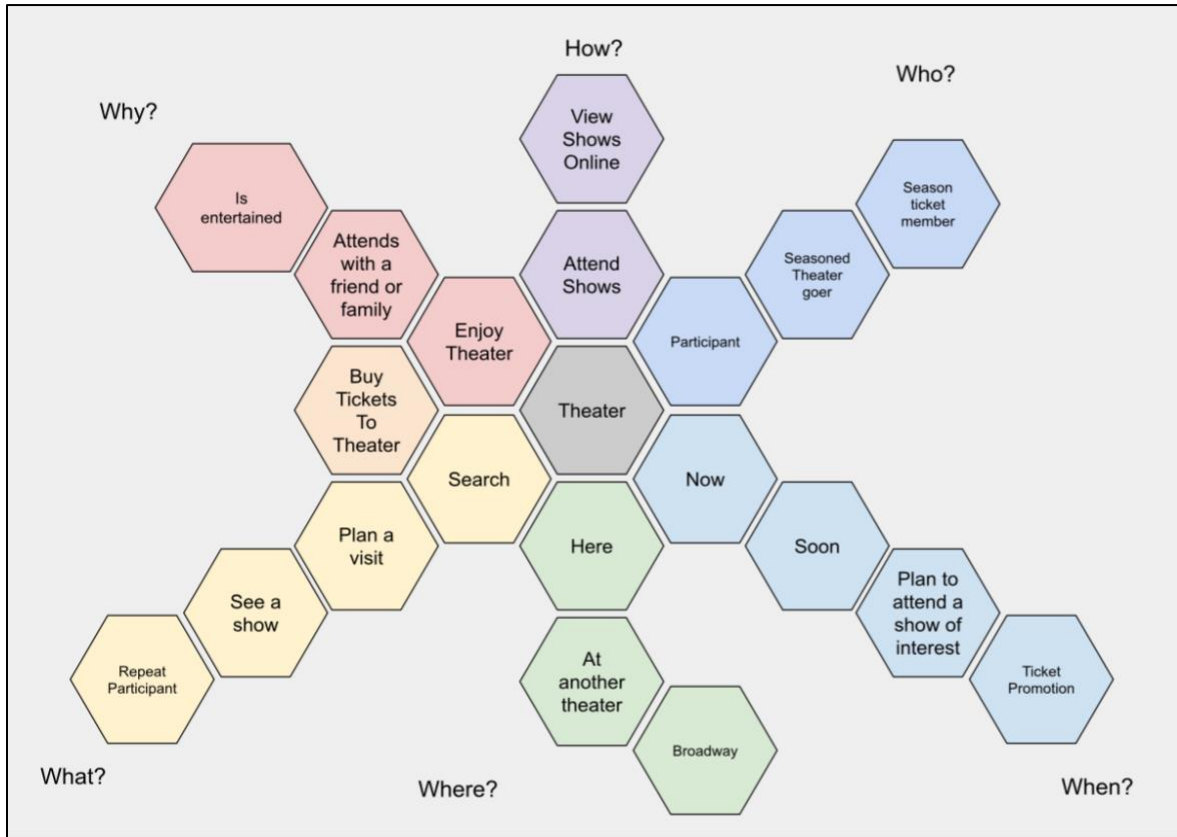 How?
Who?
Why?
View
Shows
Online
Is
entertained
Season
ticket
member
Attends
with a
friend or
family
Attend
Shows
Seasoned
Theater
goer
Enjoy
Theater
Participant
Buy
Tickets
To
Theater
Theater
Search
Now
Plan a
visit
Here
Soon
See a
show
Plan to
attend a
show of
interest
Repeat
Participant
At
another
theater
Ticket
Promotion
Broadway
What?
Where?
When?